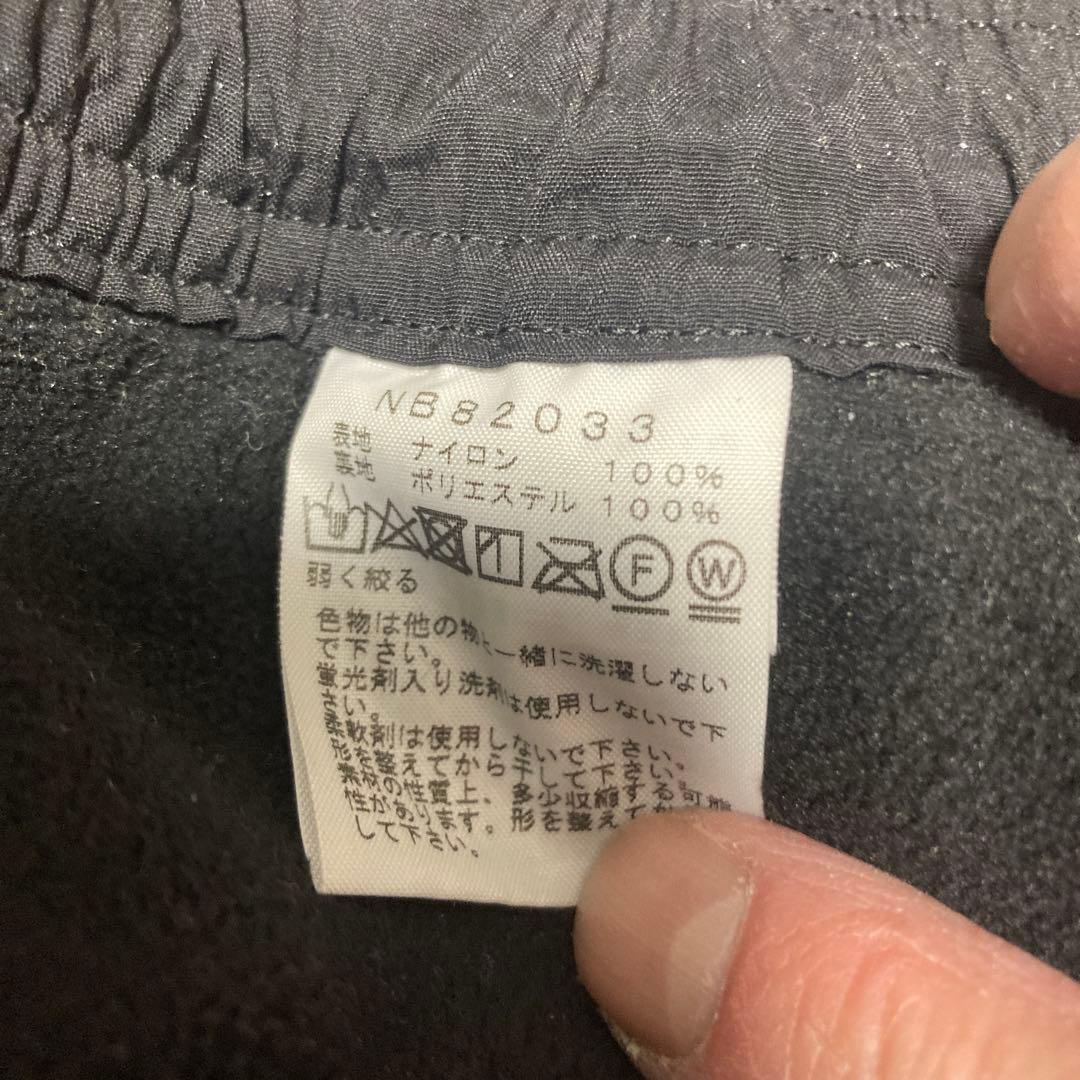 NB82033
表地 ナイロン 100%
裏地 ポリエステル 100%
F W
弱く絞る
色物は他の物と一緒に洗濯しない
で下さい。
蛍光剤入り洗剤は使用しないで下
さい。
柔軟剤は使用しないで下さい。
形を整えてから干して下さい。
素材の性質上、多少収縮する可能
性があります。形を整えて
して下さい。